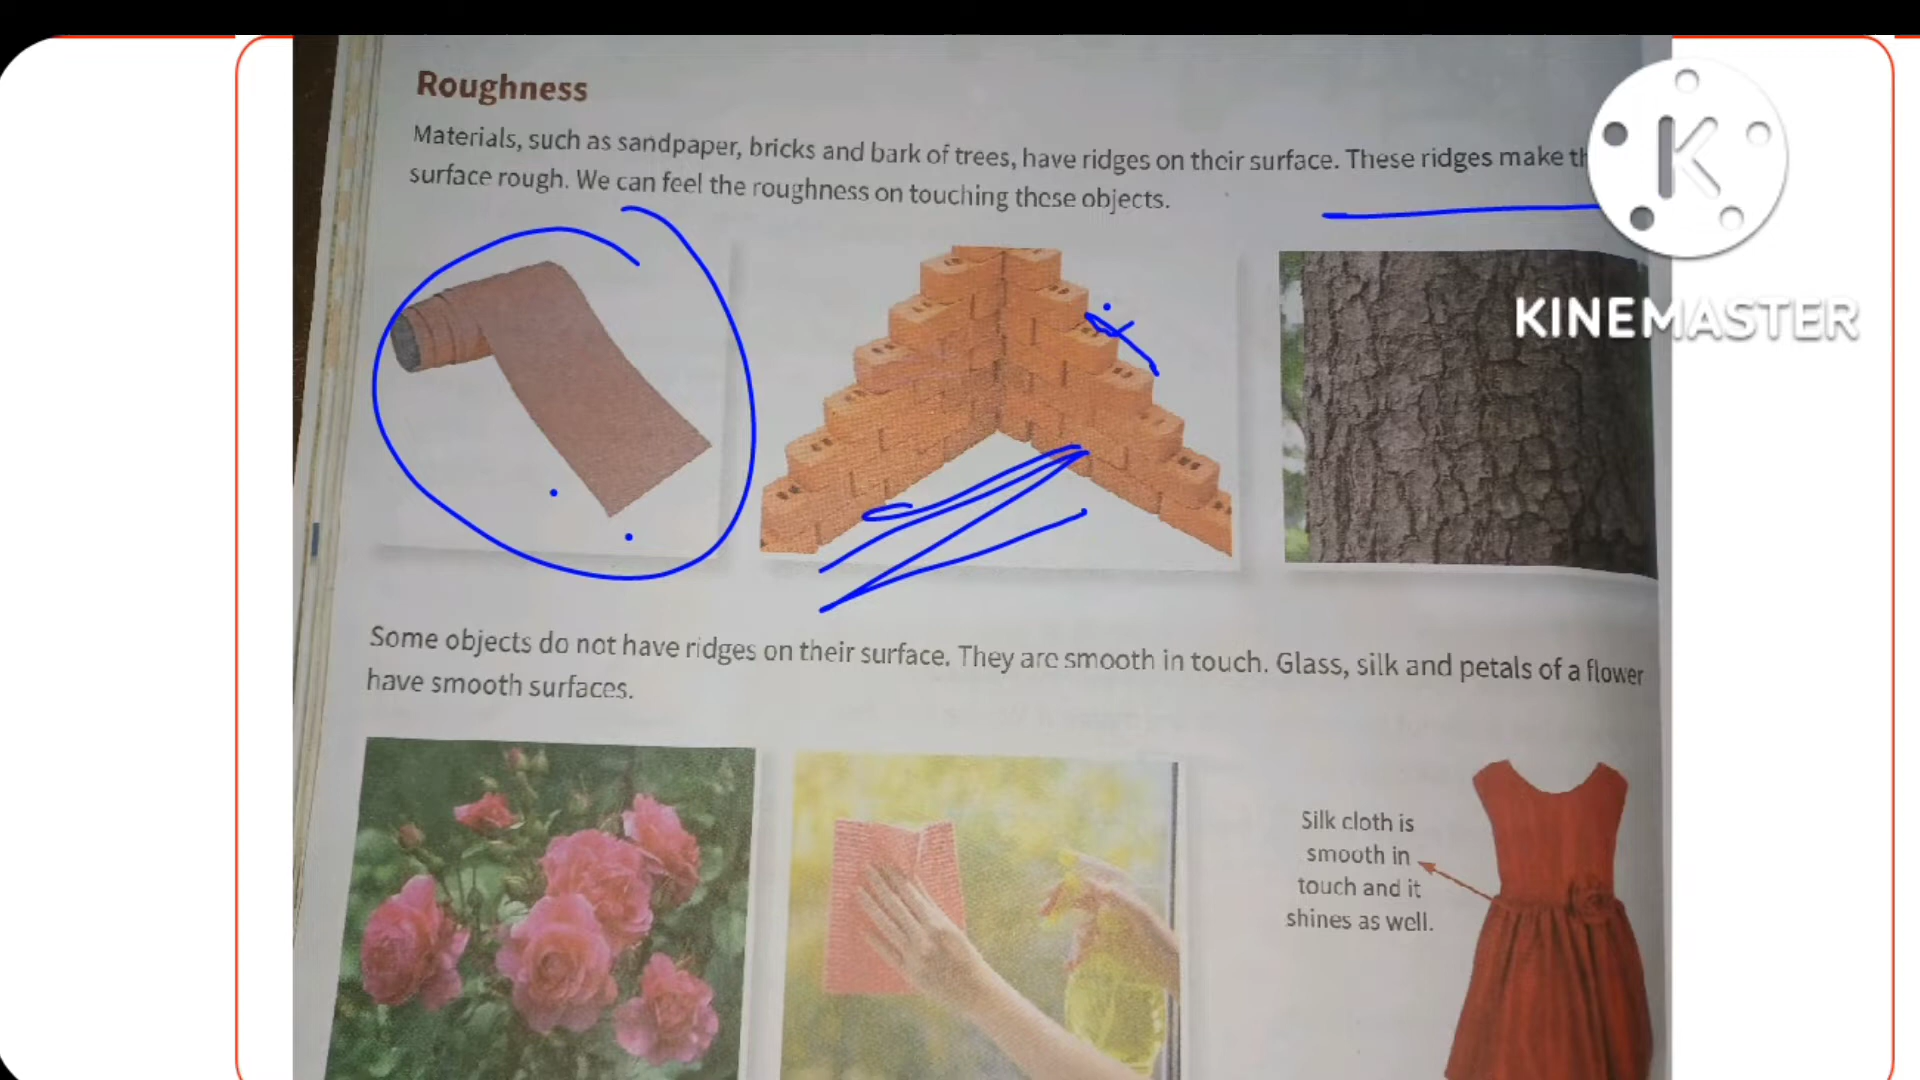 Roughness
Materials, such as sandpaper, bricks and bark of trees, have ridges on their surface. These ridges make
surface rough. We can feel the roughness on touching these objects.
K
KINEMASTER
Some objects do not have ridges on their surface. They are smooth in touch. Glass, silk and petals of a flower
have smooth surfaces.
Silk cloth is
smooth in
touch and it
shines as well.